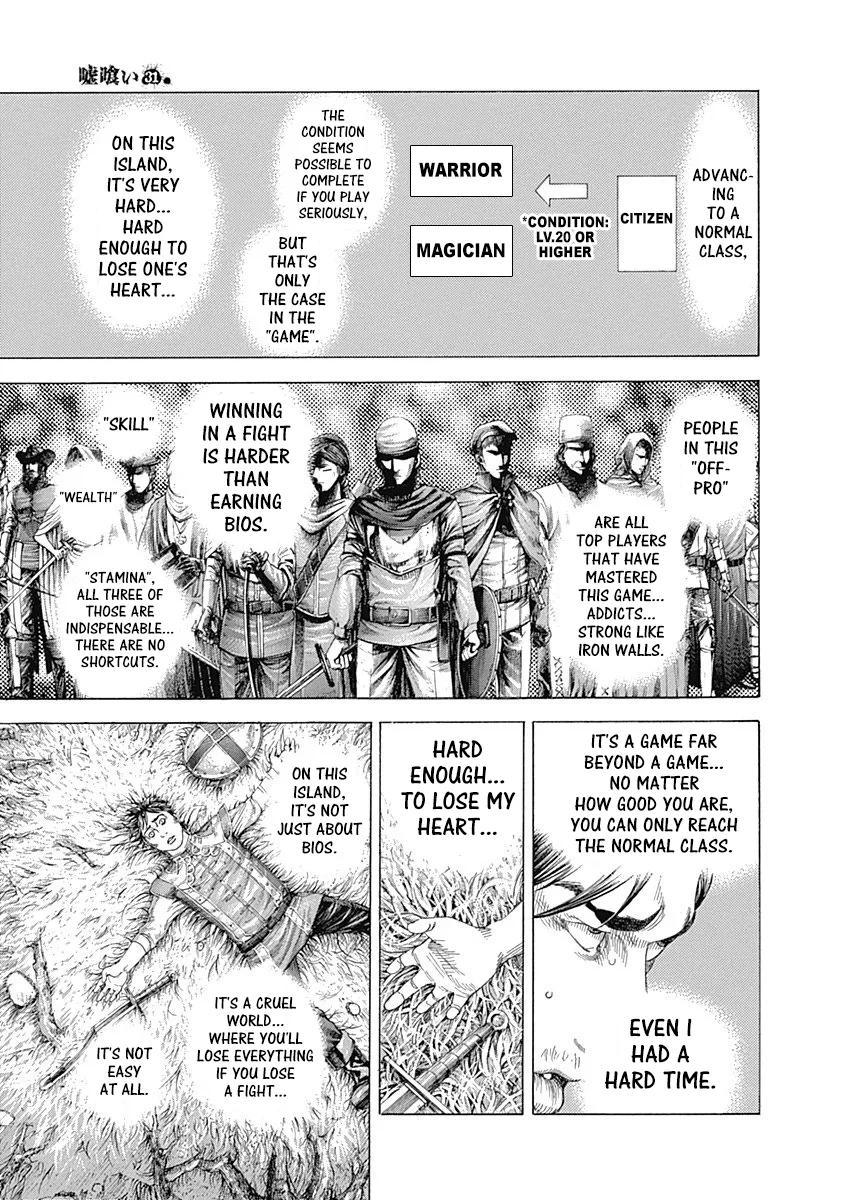 嘘喰い 31.
ADVANC-
ING
TO A
NORMAL
CLASS,
CITIZEN
*CONDITION:
LV.20 OR
HIGHER
WARRIOR
MAGICIAN
THE
CONDITION
SEEMS
POSSIBLE TO
COMPLETE
IF YOU PLAY
SERIOUSLY,
BUT
THAT'S
ONLY
THE CASE
IN THE
"GAME".
ON THIS
ISLAND,
IT'S VERY
HARD...
HARD
ENOUGH TO
LOSE ONE'S
HEART...
PEOPLE
IN THIS
"OFF-
PRO"
ARE ALL
TOP PLAYERS
THAT HAVE
MASTERED
THIS GAME...
ADDICTS...
STRONG LIKE
IRON WALLS.
WINNING
IN A FIGHT
IS HARDER
THAN
EARNING
BIOS.
"SKILL"
"WEALTH"
"STAMINA",
ALL THREE OF
THOSE ARE
INDISPENSABLE...
THERE ARE NO
SHORTCUTS.
IT'S A GAME FAR
BEYOND A GAME...
NO MATTER
HOW GOOD YOU ARE,
YOU CAN ONLY REACH
THE NORMAL CLASS.
EVEN I
HAD A
HARD TIME.
HARD
ENOUGH...
TO LOSE MY
HEART...
ON THIS
ISLAND,
IT'S NOT
JUST ABOUT
BIOS.
IT'S A CRUEL
WORLD...
WHERE YOU'LL
LOSE EVERYTHING
IF YOU LOSE
A FIGHT...
IT'S NOT
EASY
AT ALL.